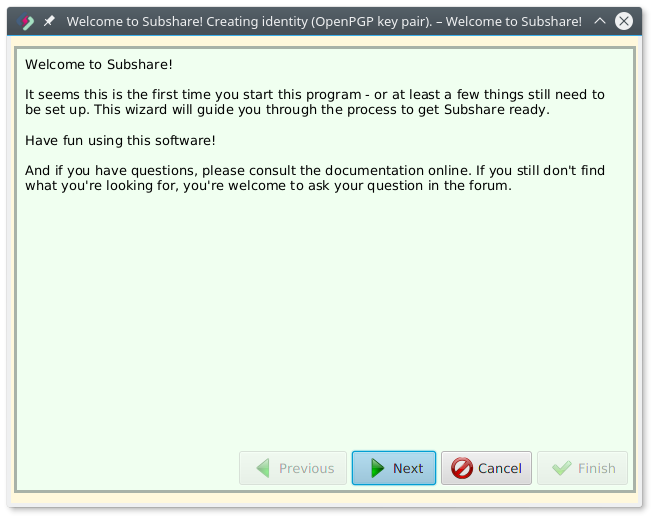 Welcome to Subshare! Creating identity (OpenPGP key pair). – Welcome to Subshare!
Welcome to Subshare!
It seems this is the first time you start this program - or at least a few things still need to
be set up. This wizard will guide you through the process to get Subshare ready.
Have fun using this software!
And if you have questions, please consult the documentation online. If you still don't find
what you're looking for, you're welcome to ask your question in the forum.
Previous Next Cancel Finish